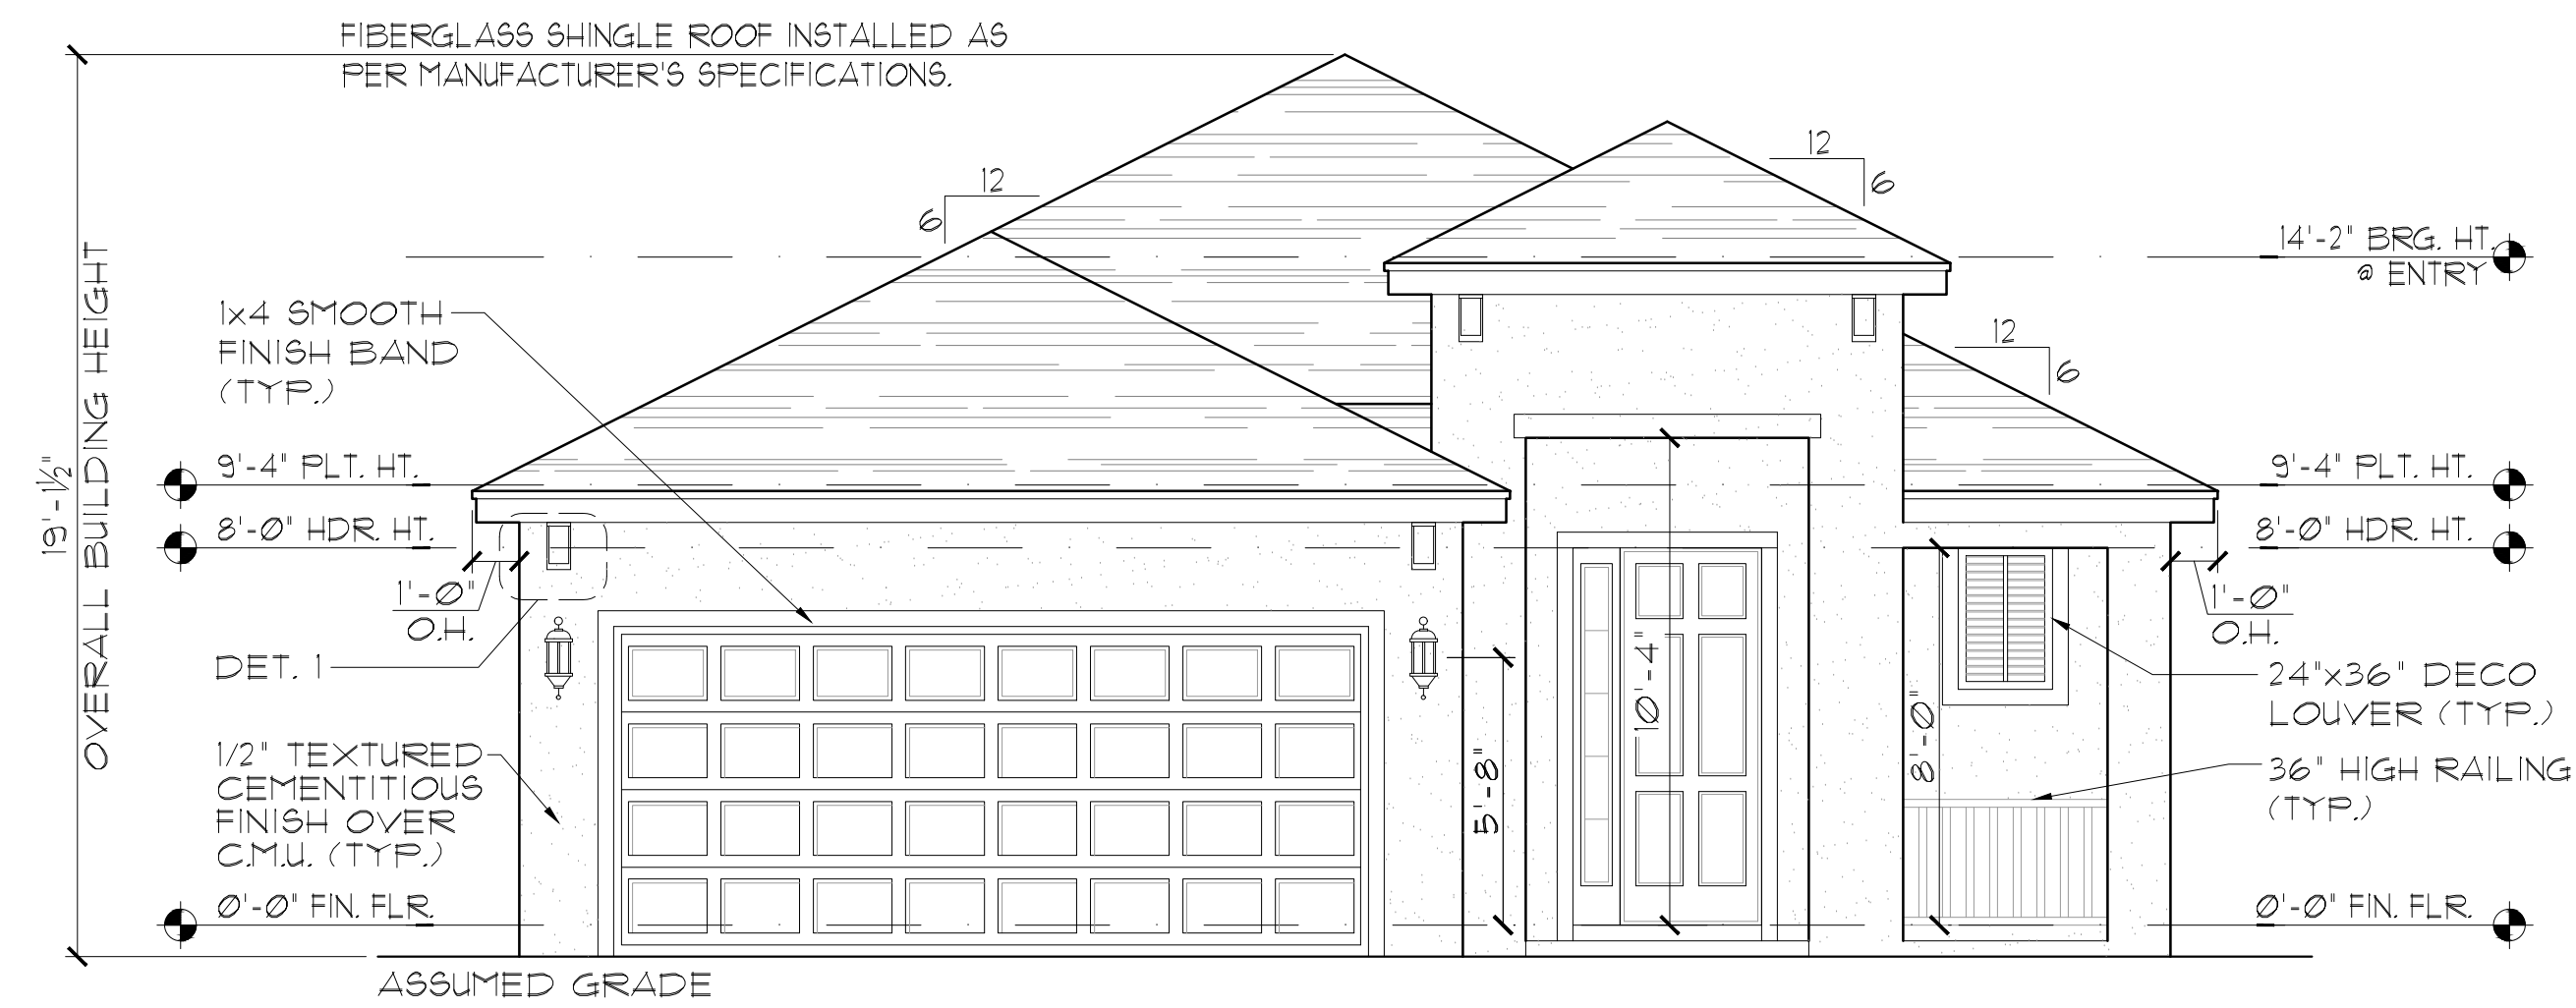 FIBERGLASS SHINGLE ROOF INSTALLED AS
PER MANUFACTURER'S SPECIFICATIONS.
12
6
12
6
14'-2" BRG. HT.
@ ENTRY
1x4 SMOOTH
FINISH BAND
(TYP.)
12
6
19'-1½"
OVERALL BUILDING HEIGHT
9'-4" PLT. HT.
9'-4" PLT. HT.
8'-0" HDR. HT.
8'-0" HDR. HT.
1'-0"
O.H.
1'-0"
O.H.
DET. 1
10'-4"
5'-8"
8'-0"
24"x36" DECO
LOUVER (TYP.)
36" HIGH RAILING
(TYP.)
1/2" TEXTURED
CEMENTITIOUS
FINISH OVER
C.M.U. (TYP.)
0'-0" FIN. FLR.
0'-0" FIN. FLR.
ASSUMED GRADE